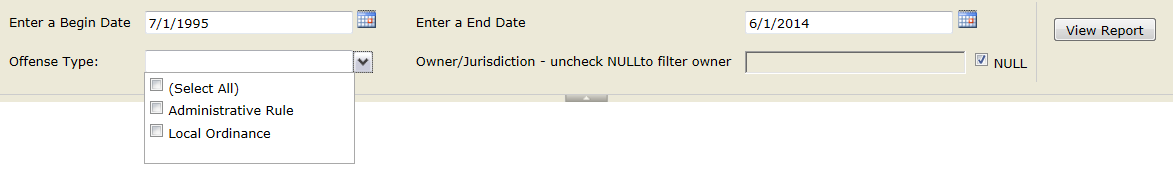 Enter a Begin Date 7/1/1995 Enter a End Date 6/1/2014 View Report
Offense Type: Owner/Jurisdiction - uncheck NULLto filter owner NULL
(Select All)
Administrative Rule
Local Ordinance